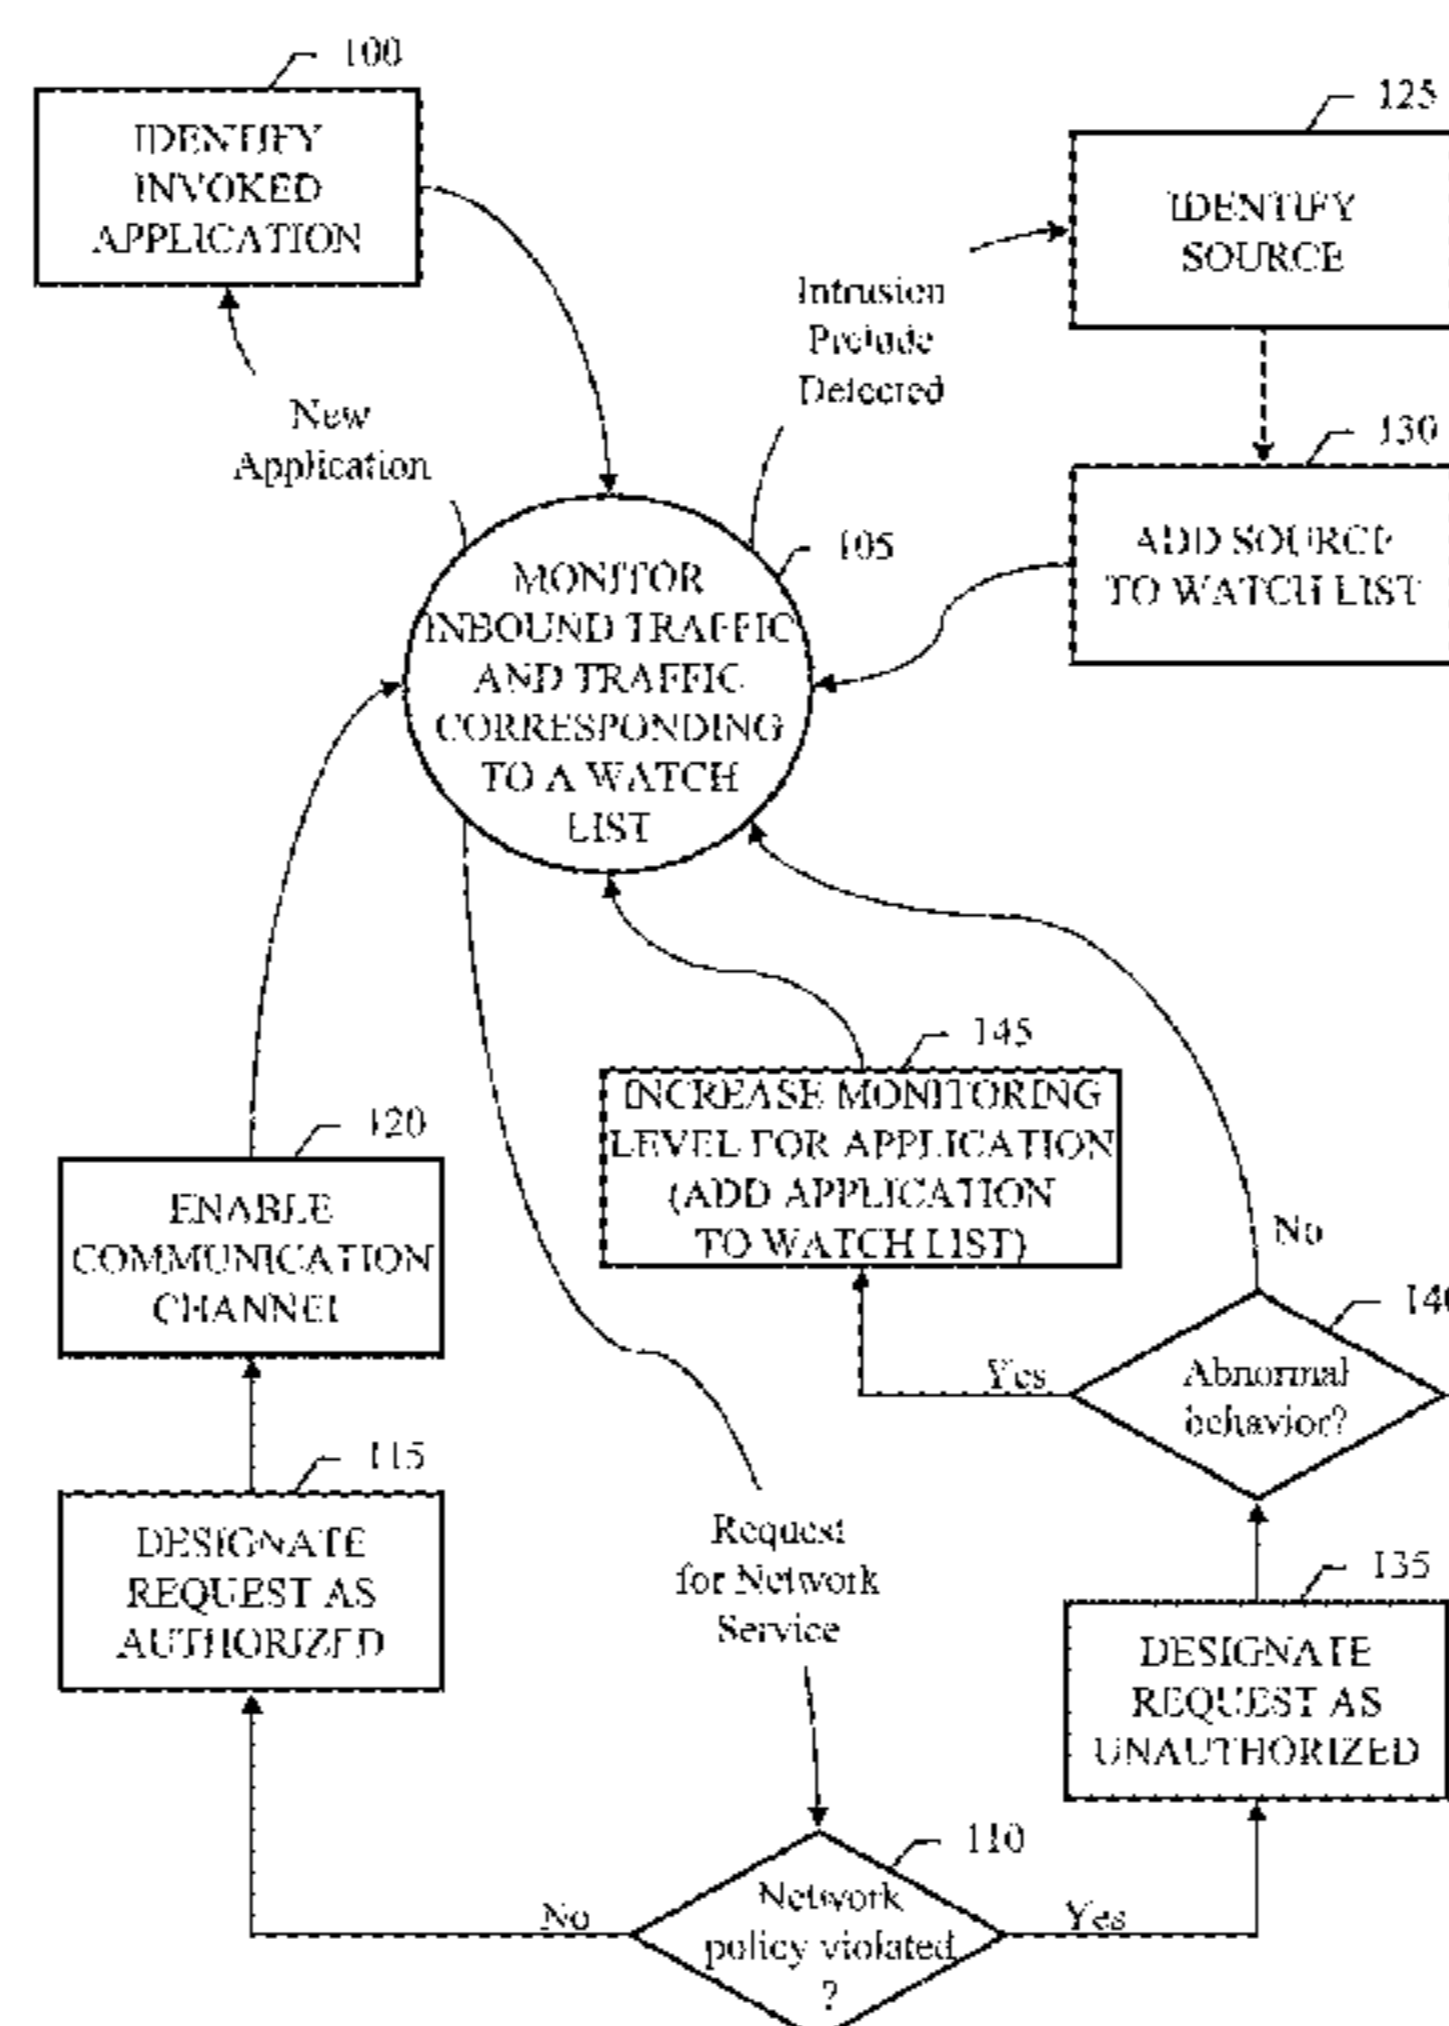 100
IDENTIFY
INVOKED
APPLICATION
125
IDENTIFY
SOURCE
Intrusion
Prelude
Detected
New
Application
130
ADD SOURCE
TO WATCH LIST
105
MONITOR
INBOUND TRAFFIC
AND TRAFFIC
CORRESPONDING
TO A WATCH
LIST
145
INCREASE MONITORING
LEVEL FOR APPLICATION
(ADD APPLICATION
TO WATCH LIST)
120
ENABLE
COMMUNICATION
CHANNEL
No
140
Abnormal
behavior?
Yes
115
DESIGNATE
REQUEST AS
AUTHORIZED
Request
for Network
Service
135
DESIGNATE
REQUEST AS
UNAUTHORIZED
110
Network
policy violated
?
No
Yes